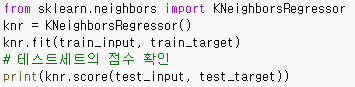 from sklearn.neighbors import KNeighborsRegressor
knr = KNeighborsRegressor()
knr.fit(train_input, train_target)
# 테스트세트의 점수 확인
print(knr.score(test_input, test_target))